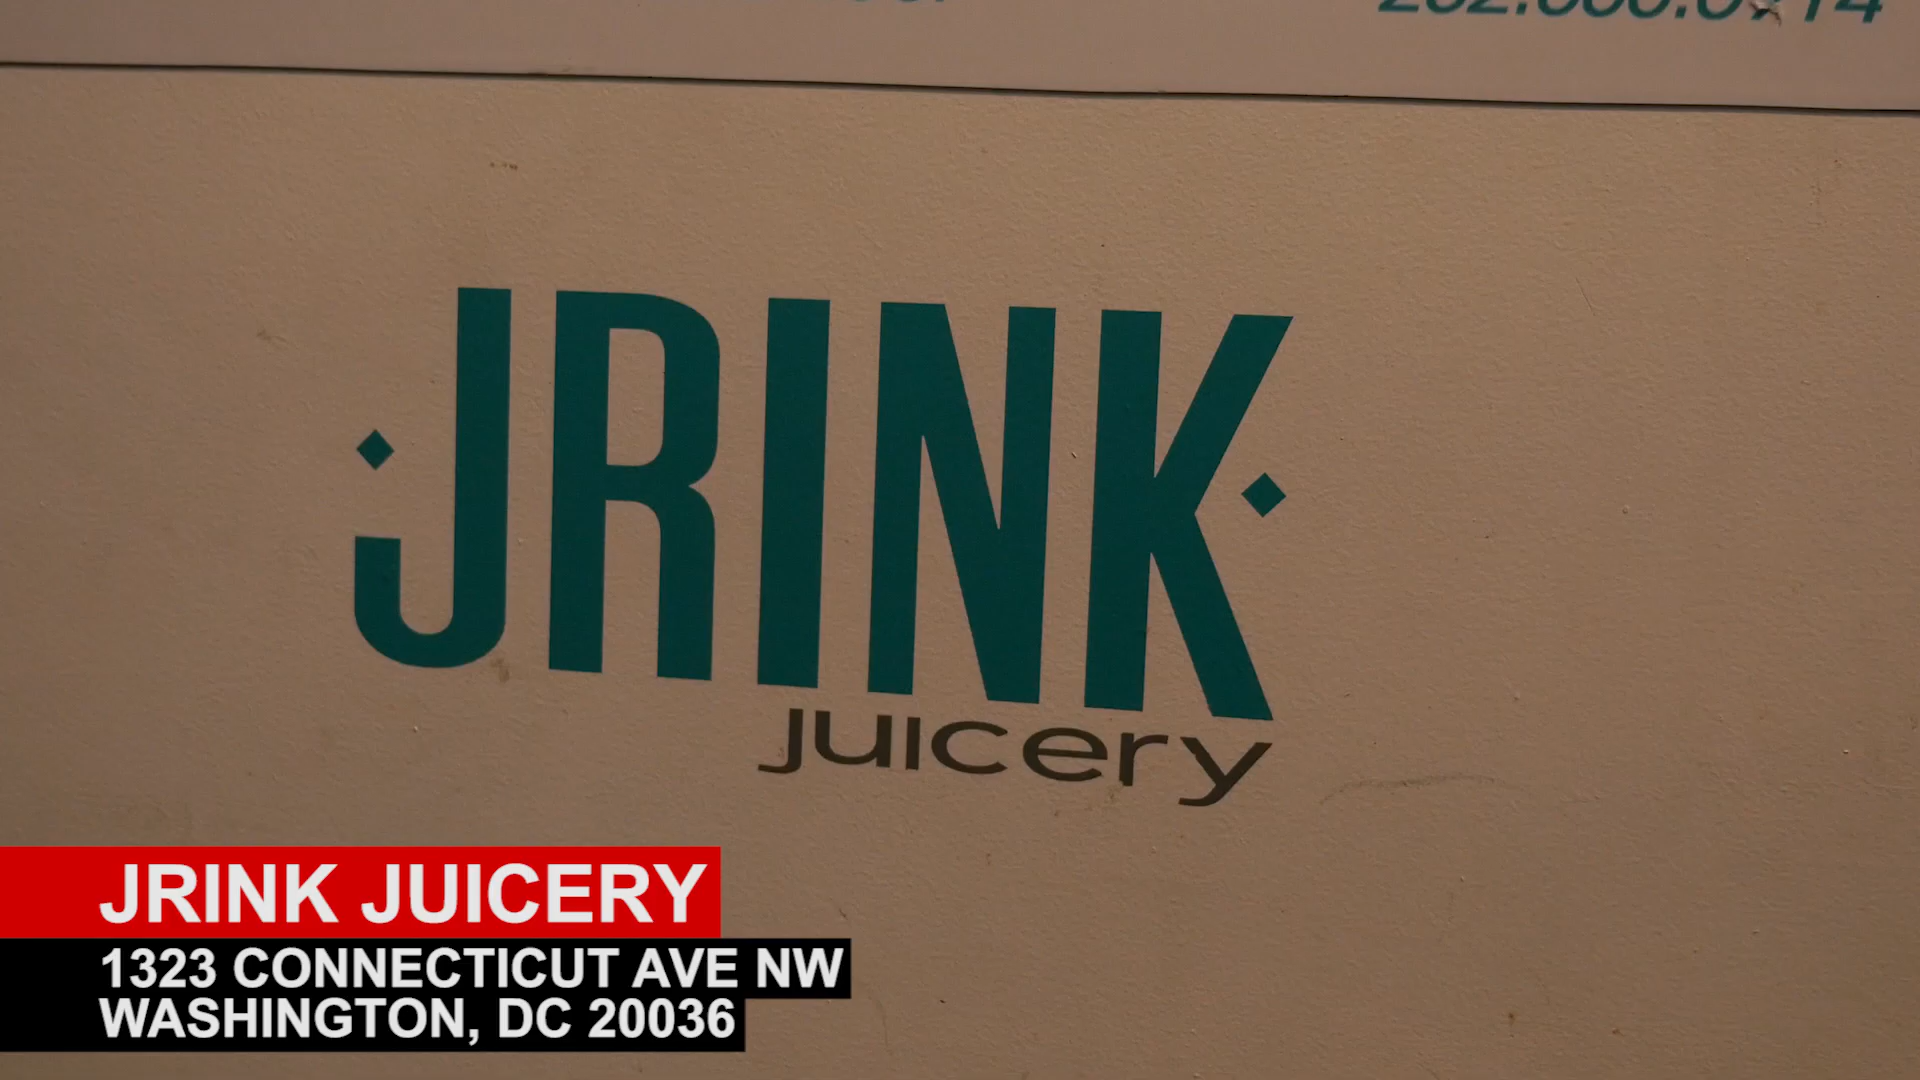 JRINK
juicery
JRINK JUICERY
1323 CONNECTICUT AVE NW
WASHINGTON, DC 20036